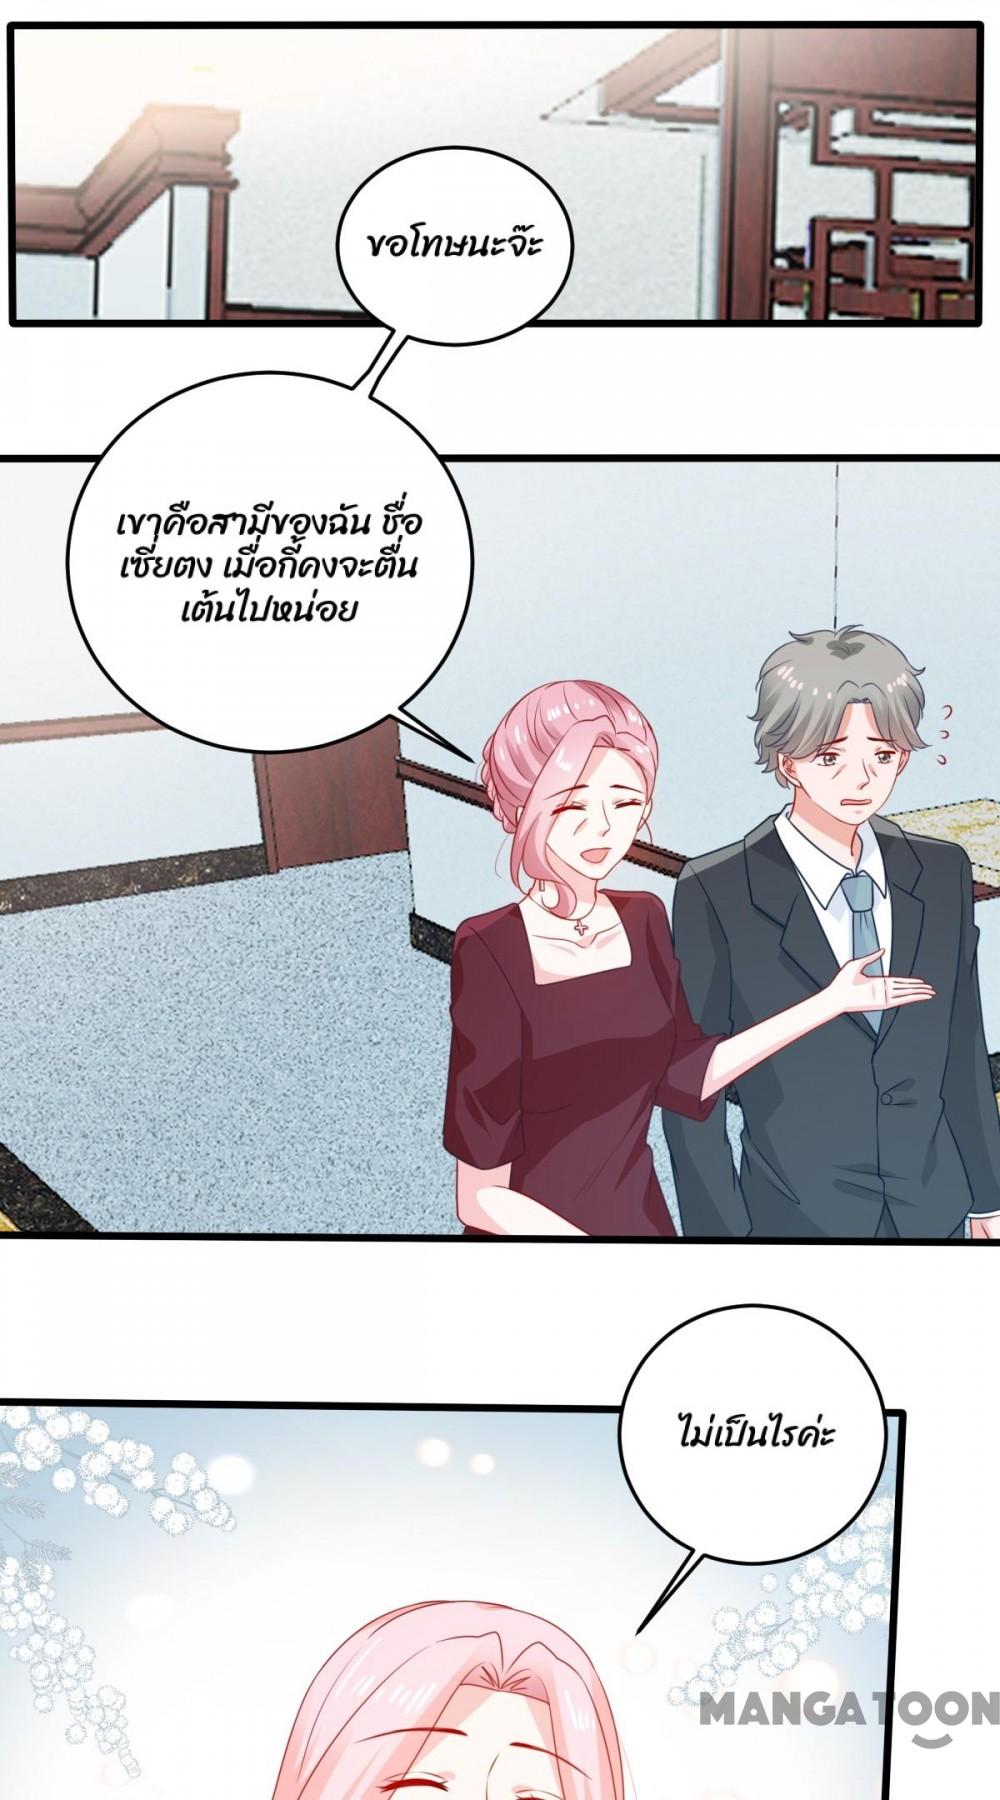 ขอโทษนะจ๊ะ
เขาคือสามีของฉัน ชื่อ
เซี่ยตง เมื่อกี้คงจะตื่น
เต้นไปหน่อย
ไม่เป็นไรค่ะ
MANGATOON